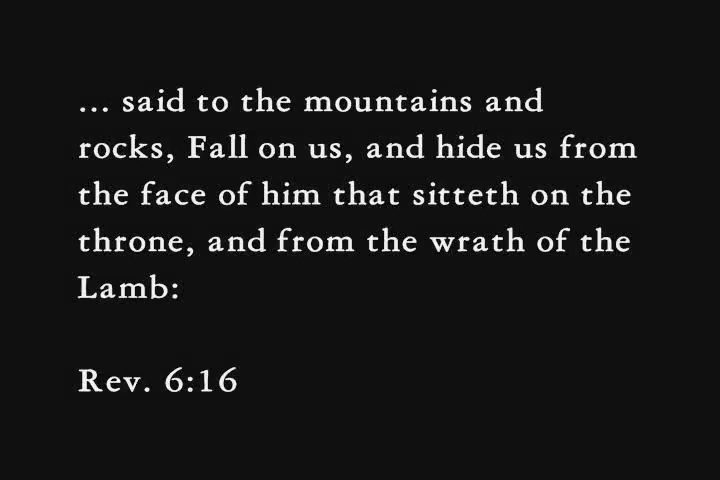 ... said to the mountains and
rocks, Fall on us, and hide us from
the face of him that sitteth on the
throne, and from the wrath of the
Lamb:
Rev. 6:16